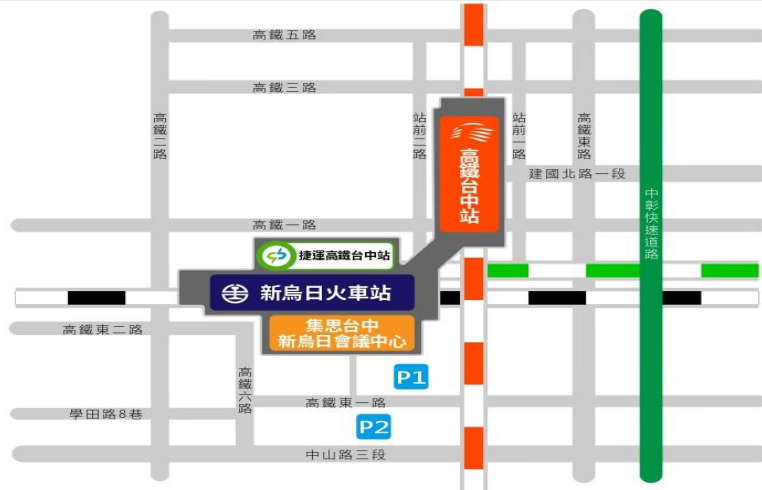 高鐵五路
高鐵三路
高鐵二路
站前二路
站前一路
高鐵東路
高鐵台中站
建國北路一段
中彰快速道路
高鐵一路
捷運高鐵台中站
新烏日火車站
集思台中
新烏日會議中心
高鐵東二路
高鐵六路
P1
高鐵東一路
學田路8巷
P2
中山路三段